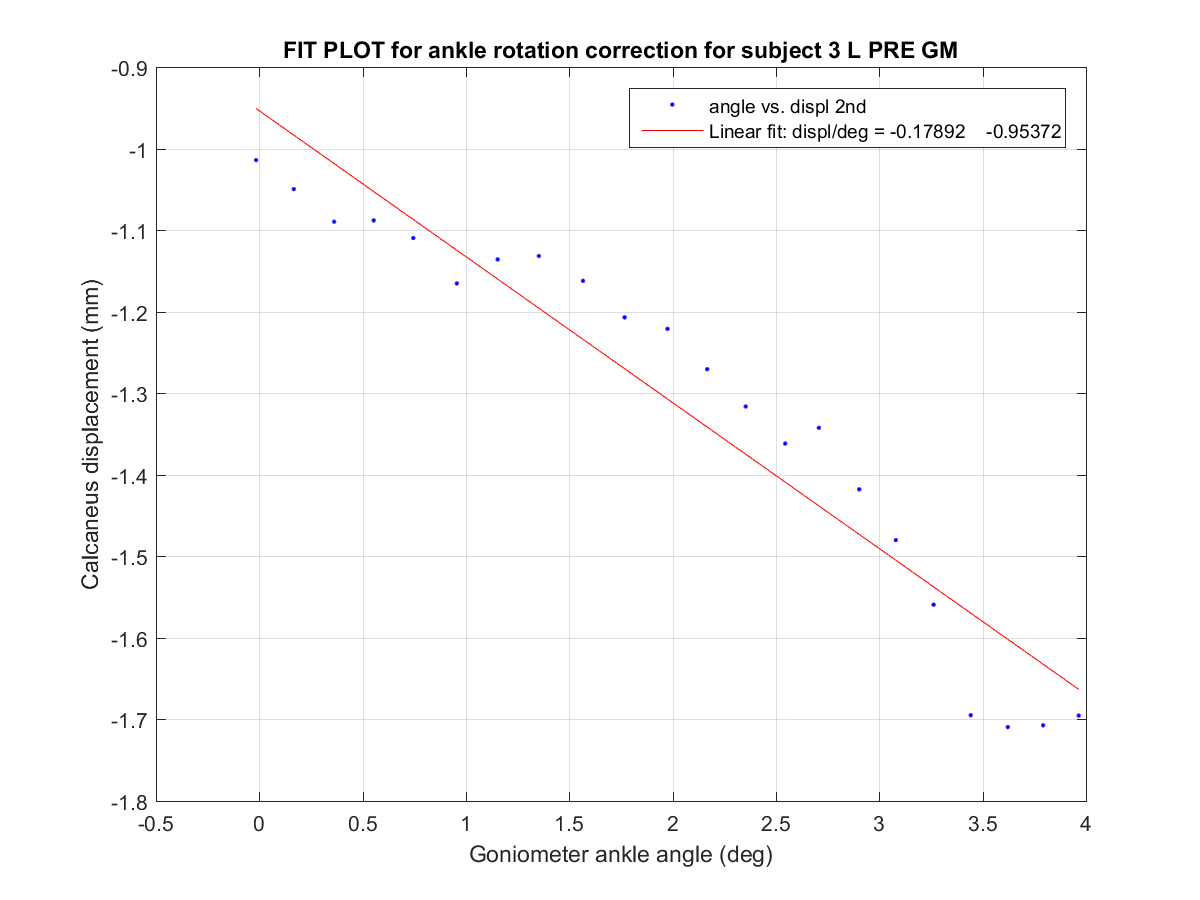 FIT PLOT for ankle rotation correction for subject 3 L PRE GM
angle vs. displ 2nd
Linear fit: displ/deg = -0.17892 -0.95372
-0.9
-1
-1.1
-1.2
-1.3
-1.4
-1.5
-1.6
-1.7
-1.8
Calcaneus displacement (mm)
-0.5 0 0.5 1 1.5 2 2.5 3 3.5 4
Goniometer ankle angle (deg)